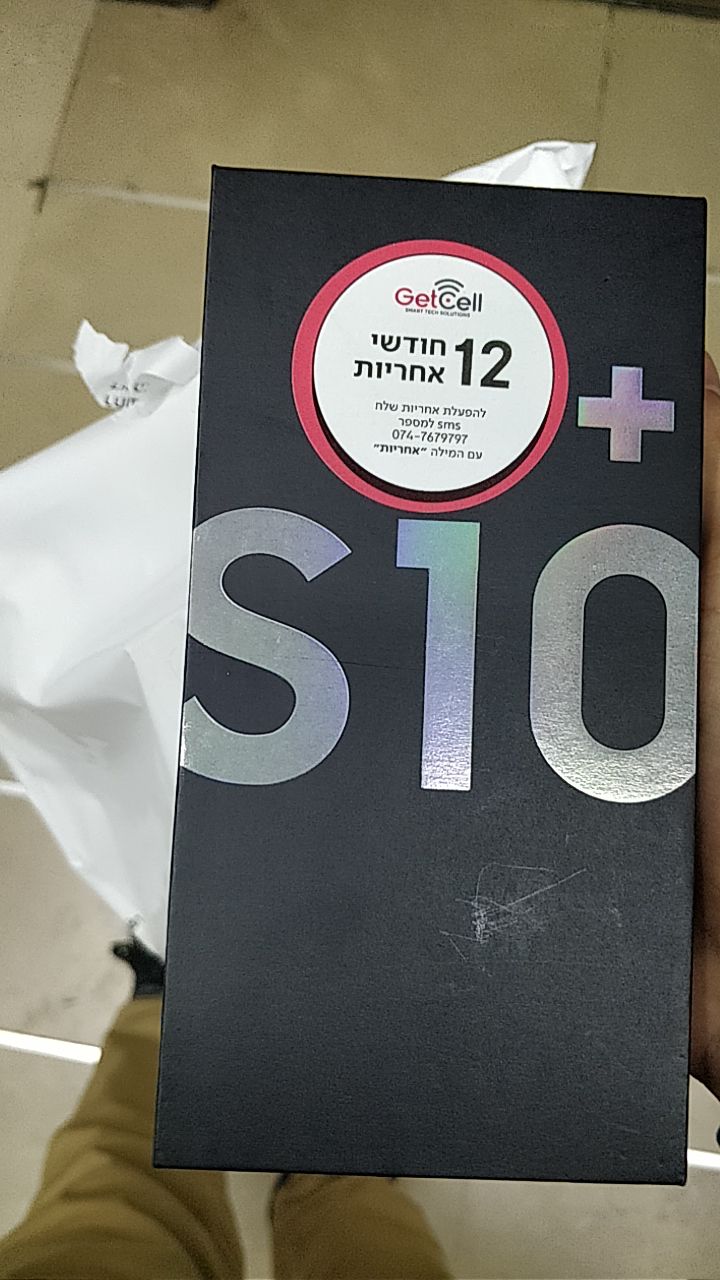 GetCell
SMART TECH SOLUTIONS
12 חודשי
אחריות
להפעלת אחריות שלח
sms למספר
074-7679797
עם המילה "אחריות"
+
S10